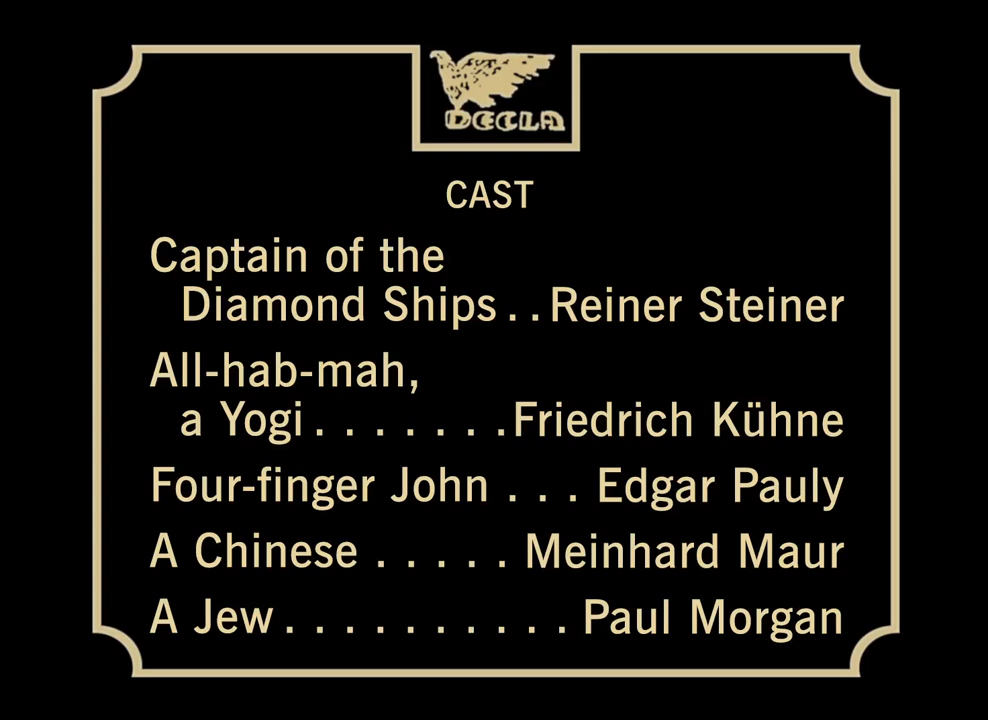 DECLA
CAST
Captain of the
Diamond Ships . . Reiner Steiner
All-hab-mah,
a Yogi . . . . . . . Friedrich Kühne
Four-finger John . . . Edgar Pauly
A Chinese . . . . . Meinhard Maur
A Jew . . . . . . . . . . Paul Morgan